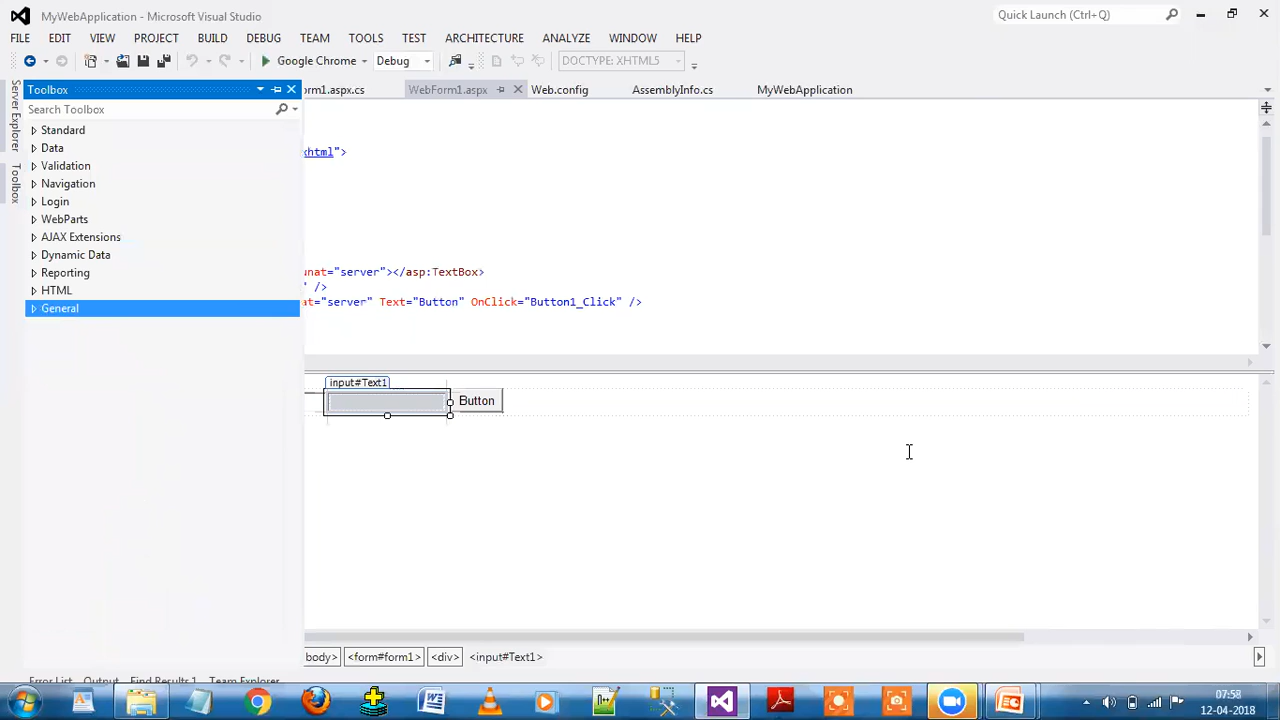 MyWebApplication - Microsoft Visual Studio
Quick Launch (Ctrl+Q)
FILE EDIT VIEW PROJECT BUILD DEBUG TEAM TOOLS TEST ARCHITECTURE ANALYZE WINDOW HELP
Google Chrome Debug DOCTYPE: XHTML5
Toolbox
orm1.aspx.cs WebForm1.aspx Web.config AssemblyInfo.cs MyWebApplication
Server Explorer
Toolbox
Search Toolbox
Standard
Data
Validation
Navigation
Login
WebParts
AJAX Extensions
Dynamic Data
Reporting
HTML
General
xhtml">
unat="server"></asp:TextBox>
" />
at="server" Text="Button" OnClick="Button1_Click" />
input#Text1
Button
body> <form#form1> <div> <input#Text1>
Error List Output Find Results 1 Team Explorer
07:58
12-04-2018